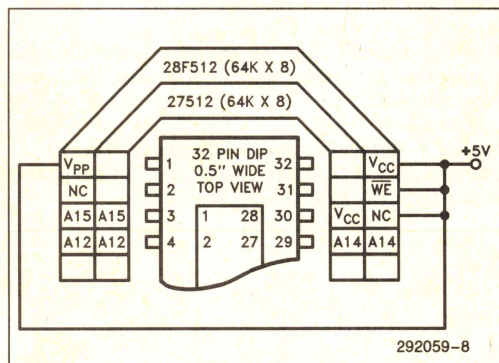 28F512 (64K X 8)
27512 (64K X 8)
+5V
VPP 1 32 PIN DIP 32 VCC
0.5" WIDE
NC 2 TOP VIEW 31 WE
A15 A15 3 1 28 30 VCC NC
A12 A12 4 2 27 29 A14 A14
292059-8